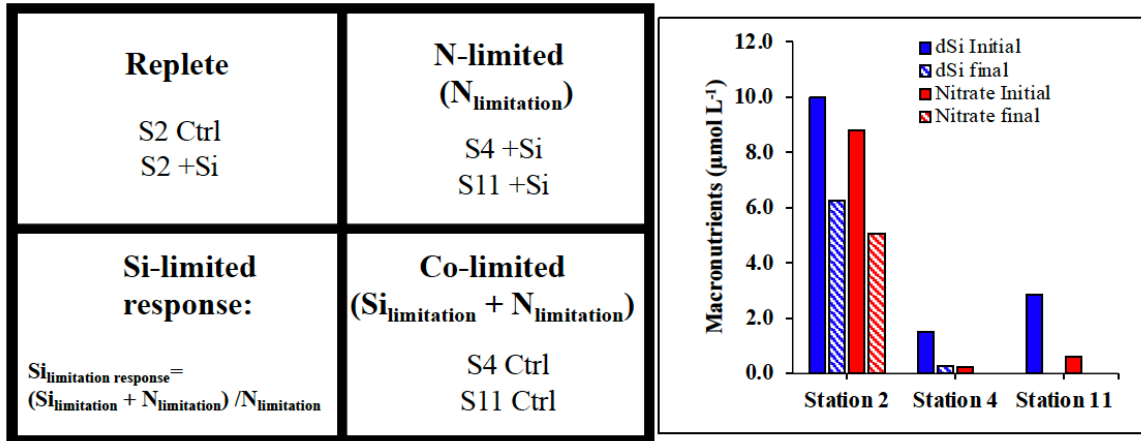 Replete
S2 Ctrl
S2 +Si
N-limited
(Nlimitation)
S4 +Si
S11 +Si
Si-limited
response:
Silimitation response=
(Silimitation + Nlimitation) /Nlimitation
Co-limited
(Silimitation + Nlimitation)
S4 Ctrl
S11 Ctrl
Macronutrients (µmol L-1)
12.0
10.0
8.0
6.0
4.0
2.0
0.0
dSi Initial
dSi final
Nitrate Initial
Nitrate final
Station 2
Station 4
Station 11